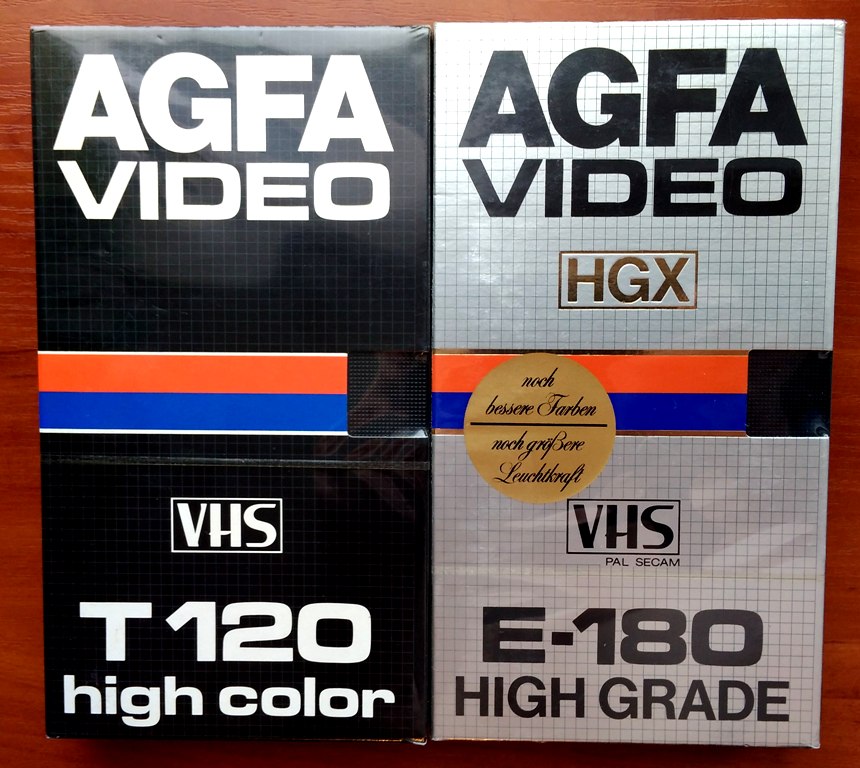 AGFA
VIDEO
VHS
T 120
high color
AGFA
VIDEO
HGX
noch
bessere Farben
noch größere
Leuchtkraft
VHS
PAL SECAM
E-180
HIGH GRADE